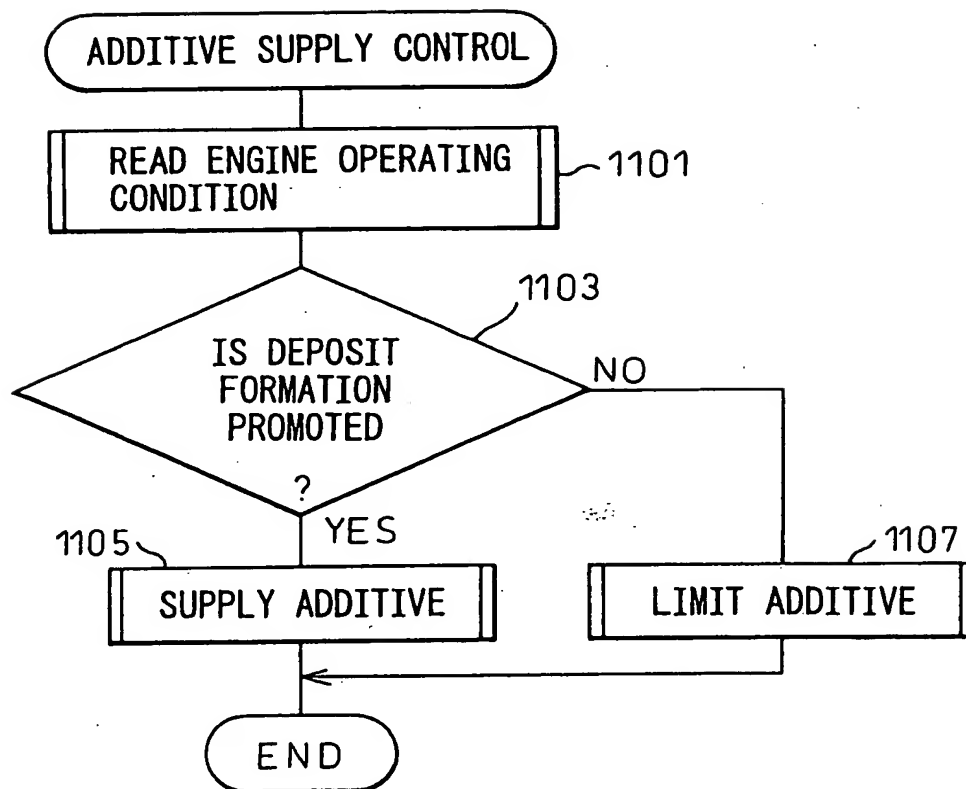 ADDITIVE SUPPLY CONTROL
READ ENGINE OPERATING
CONDITION
1101
1103
IS DEPOSIT
FORMATION
PROMOTED
?
NO
YES
1105
SUPPLY ADDITIVE
1107
LIMIT ADDITIVE
END